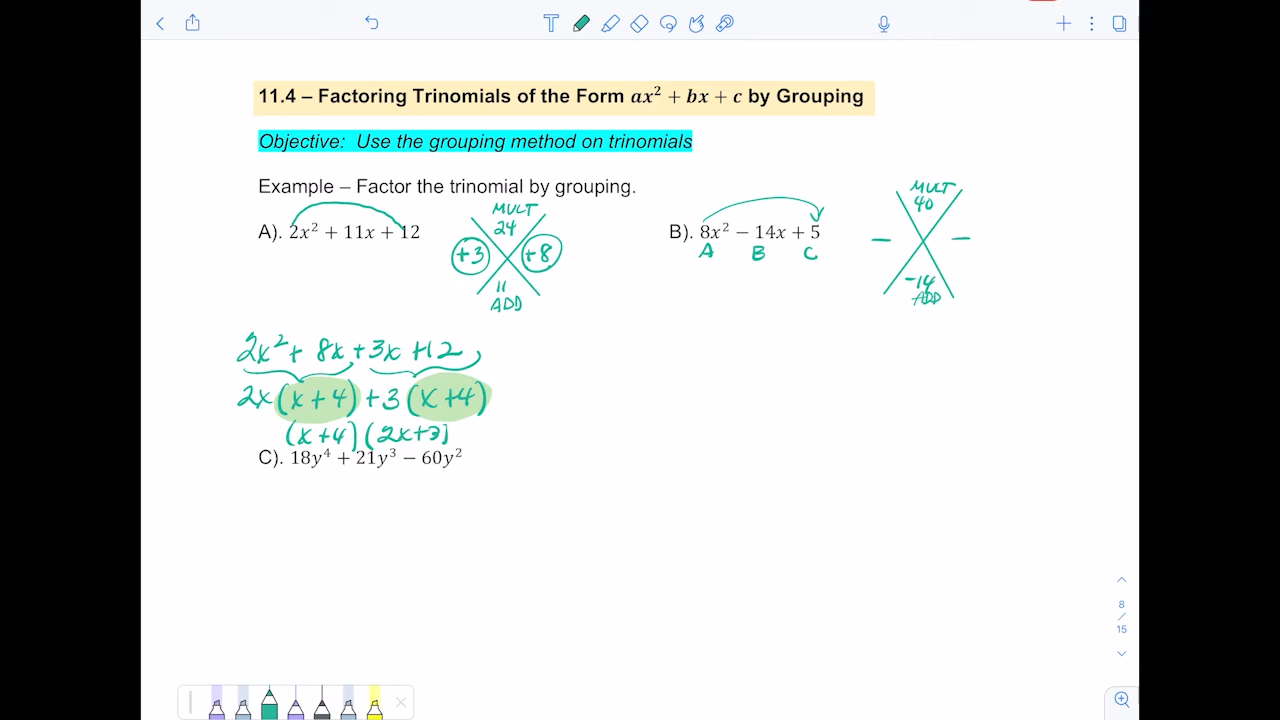 11.4 – Factoring Trinomials of the Form ax² + bx + c by Grouping
Objective: Use the grouping method on trinomials
Example – Factor the trinomial by grouping.
A). 2x² + 11x + 12
MULT
24
+3 +8
11
ADD
2x² + 8x + 3x + 12
2x (x + 4) + 3 (x + 4)
(x + 4) (2x + 3)
B). 8x² − 14x + 5
A B C
MULT
40
– –
-14
ADD
C). 18y⁴ + 21y³ − 60y²
8
/
15